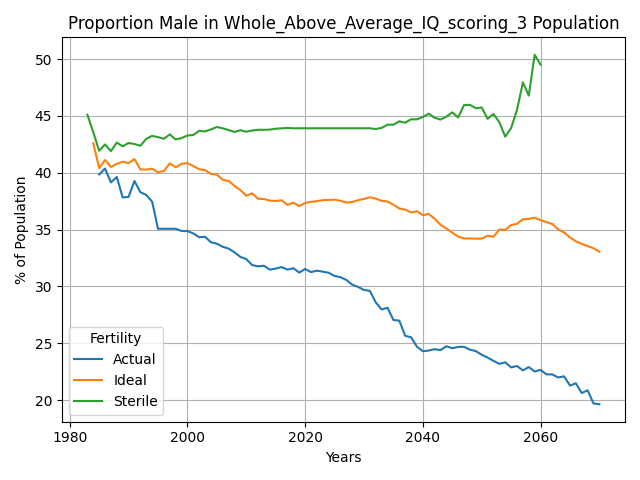 Proportion Male in Whole_Above_Average_IQ_scoring_3 Population
% of Population
50
45
40
35
30
25
20
Fertility
Actual
Ideal
Sterile
1980
2000
2020
2040
2060
Years